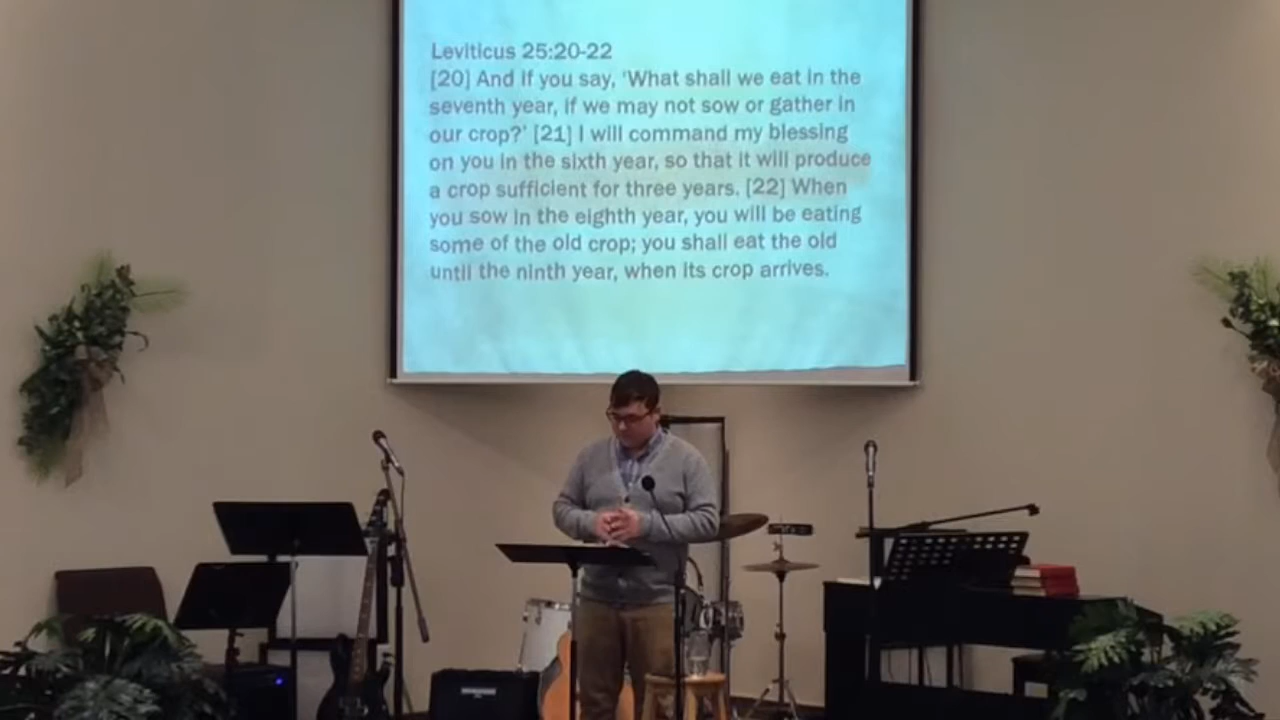 Leviticus 25:20-22
[20] And if you say, 'What shall we eat in the
seventh year, if we may not sow or gather in
our crop?' [21] I will command my blessing
on you in the sixth year, so that it will produce
a crop sufficient for three years. [22] When
you sow in the eighth year, you will be eating
some of the old crop; you shall eat the old
until the ninth year, when its crop arrives.